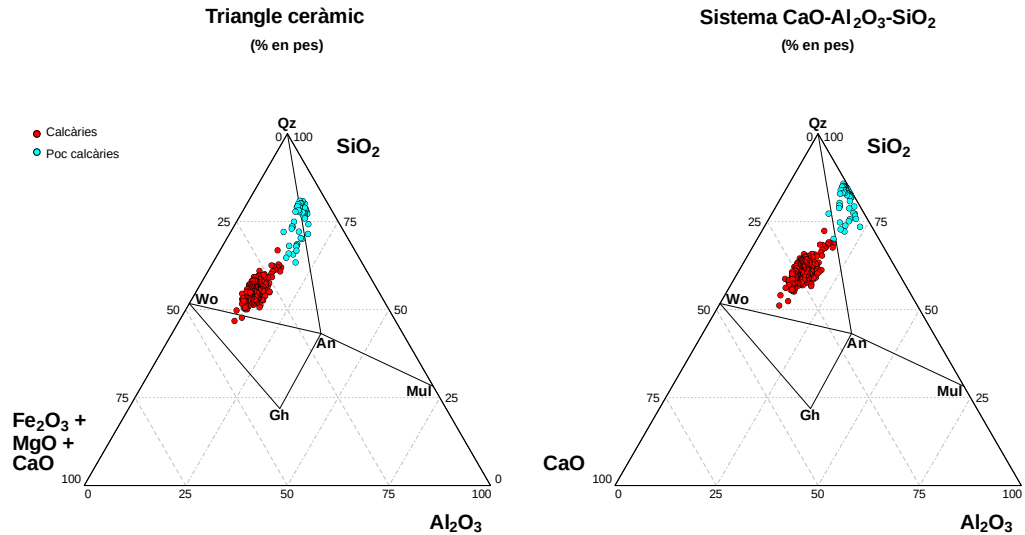 Triangle ceràmic
(% en pes)
Calcàries
Poc calcàries
Qz
0 100
SiO₂
25 75
Wo
50 50
An
Mul
75 25
Gh
Fe₂O₃ +
MgO +
CaO
100 0
0 25 50 75 100
Al₂O₃
Sistema CaO-Al₂O₃-SiO₂
(% en pes)
Qz
0 100
SiO₂
25 75
Wo
50 50
An
Mul
75 25
Gh
CaO
100
0 25 50 75 100
Al₂O₃